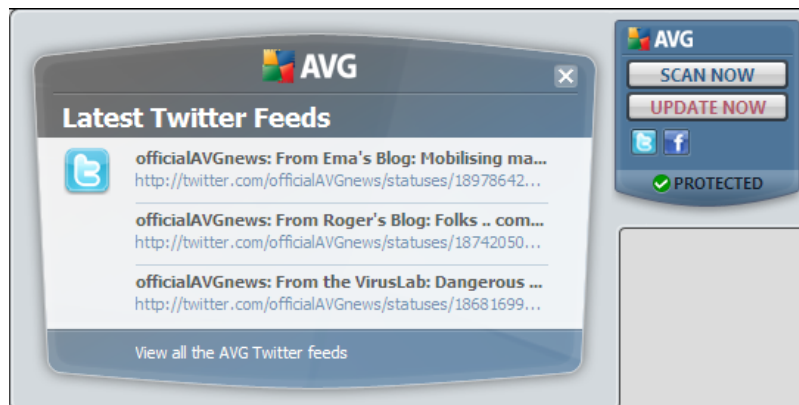 AVG
Latest Twitter Feeds
officialAVGnews: From Ema's Blog: Mobilising ma...
http://twitter.com/officialAVGnews/statuses/18978642...
officialAVGnews: From Roger's Blog: Folks .. com...
http://twitter.com/officialAVGnews/statuses/18742050...
officialAVGnews: From the VirusLab: Dangerous ...
http://twitter.com/officialAVGnews/statuses/18681699...
View all the AVG Twitter feeds
AVG
SCAN NOW
UPDATE NOW
PROTECTED